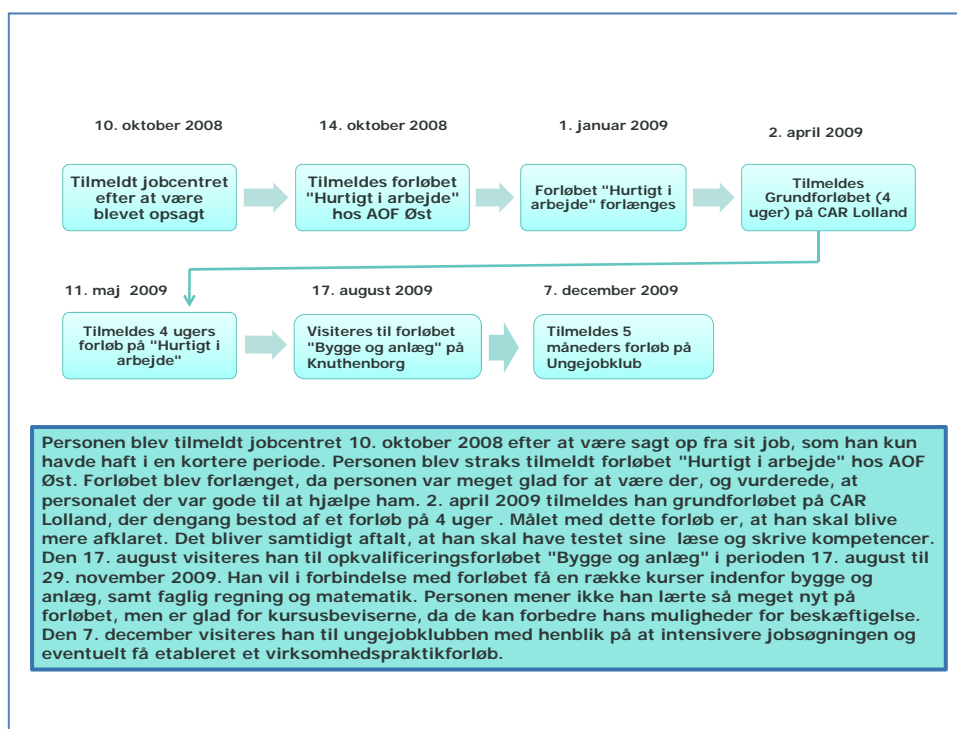 10. oktober 2008
14. oktober 2008
1. januar 2009
2. april 2009
Tilmeldt jobcentret
efter at være
blevet opsagt
Tilmeldes forløbet
"Hurtigt i arbejde"
hos AOF Øst
Forløbet "Hurtigt i
arbejde" forlænges
Tilmeldes
Grundforløbet (4
uger) på CAR Lolland
11. maj 2009
17. august 2009
7. december 2009
Tilmeldes 4 ugers
forløb på "Hurtigt i
arbejde"
Visiteres til forløbet
"Bygge og anlæg" på
Knuthenborg
Tilmeldes 5
måneders forløb på
Ungejobklub
Personen blev tilmeldt jobcentret 10. oktober 2008 efter at være sagt op fra sit job, som han kun
havde haft i en kortere periode. Personen blev straks tilmeldt forløbet "Hurtigt i arbejde" hos AOF
Øst. Forløbet blev forlænget, da personen var meget glad for at være der, og vurderede, at
personalet der var gode til at hjælpe ham. 2. april 2009 tilmeldes han grundforløbet på CAR
Lolland, der dengang bestod af et forløb på 4 uger . Målet med dette forløb er, at han skal blive
mere afklaret. Det bliver samtidigt aftalt, at han skal have testet sine læse og skrive kompetencer.
Den 17. august visiteres han til opkvalificeringsforløbet "Bygge og anlæg" i perioden 17. august til
29. november 2009. Han vil i forbindelse med forløbet få en række kurser indenfor bygge og
anlæg, samt faglig regning og matematik. Personen mener ikke han lærte så meget nyt på
forløbet, men er glad for kursusbeviserne, da de kan forbedre hans muligheder for beskæftigelse.
Den 7. december visiteres han til ungejobklubben med henblik på at intensivere jobsøgningen og
eventuelt få etableret et virksomhedspraktikforløb.